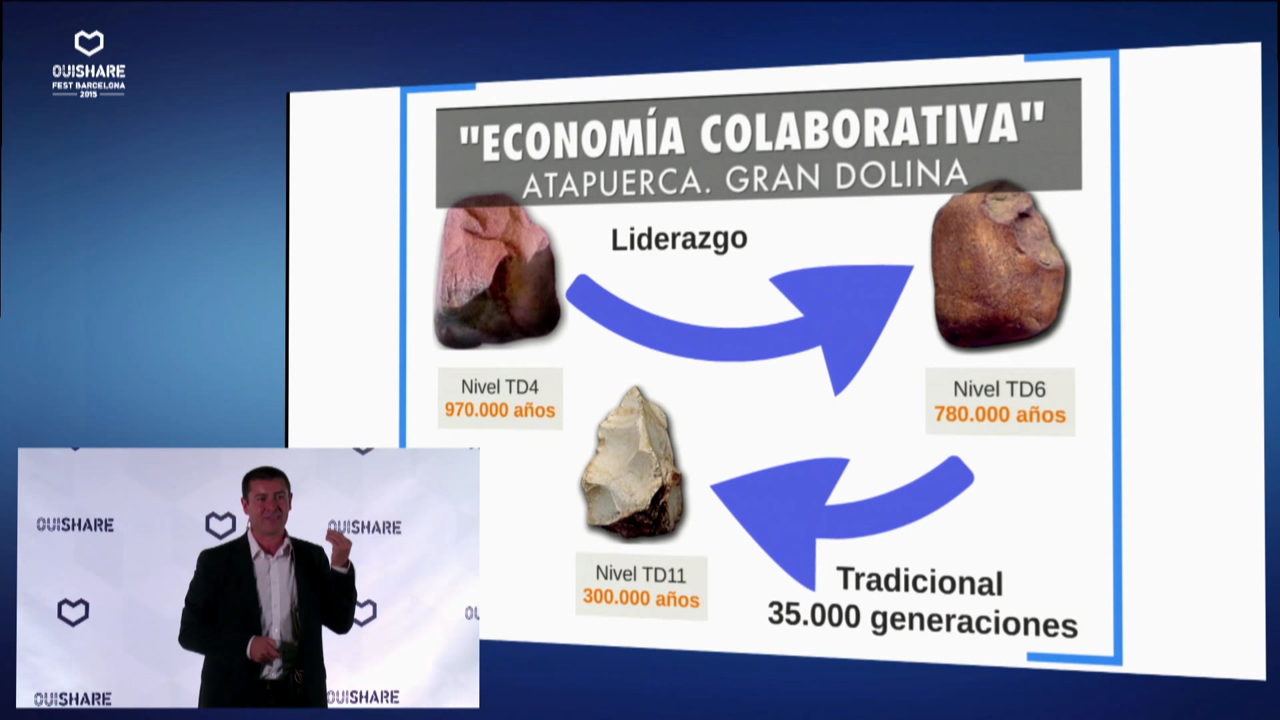 OUISHARE
FEST BARCELONA
2015
"ECONOMÍA COLABORATIVA"
ATAPUERCA. GRAN DOLINA
Liderazgo
Nivel TD4
970.000 años
Nivel TD6
780.000 años
Nivel TD11
300.000 años
Tradicional
35.000 generaciones
OUISHARE
OUISHARE
OU
OUISHARE
OUISHARE